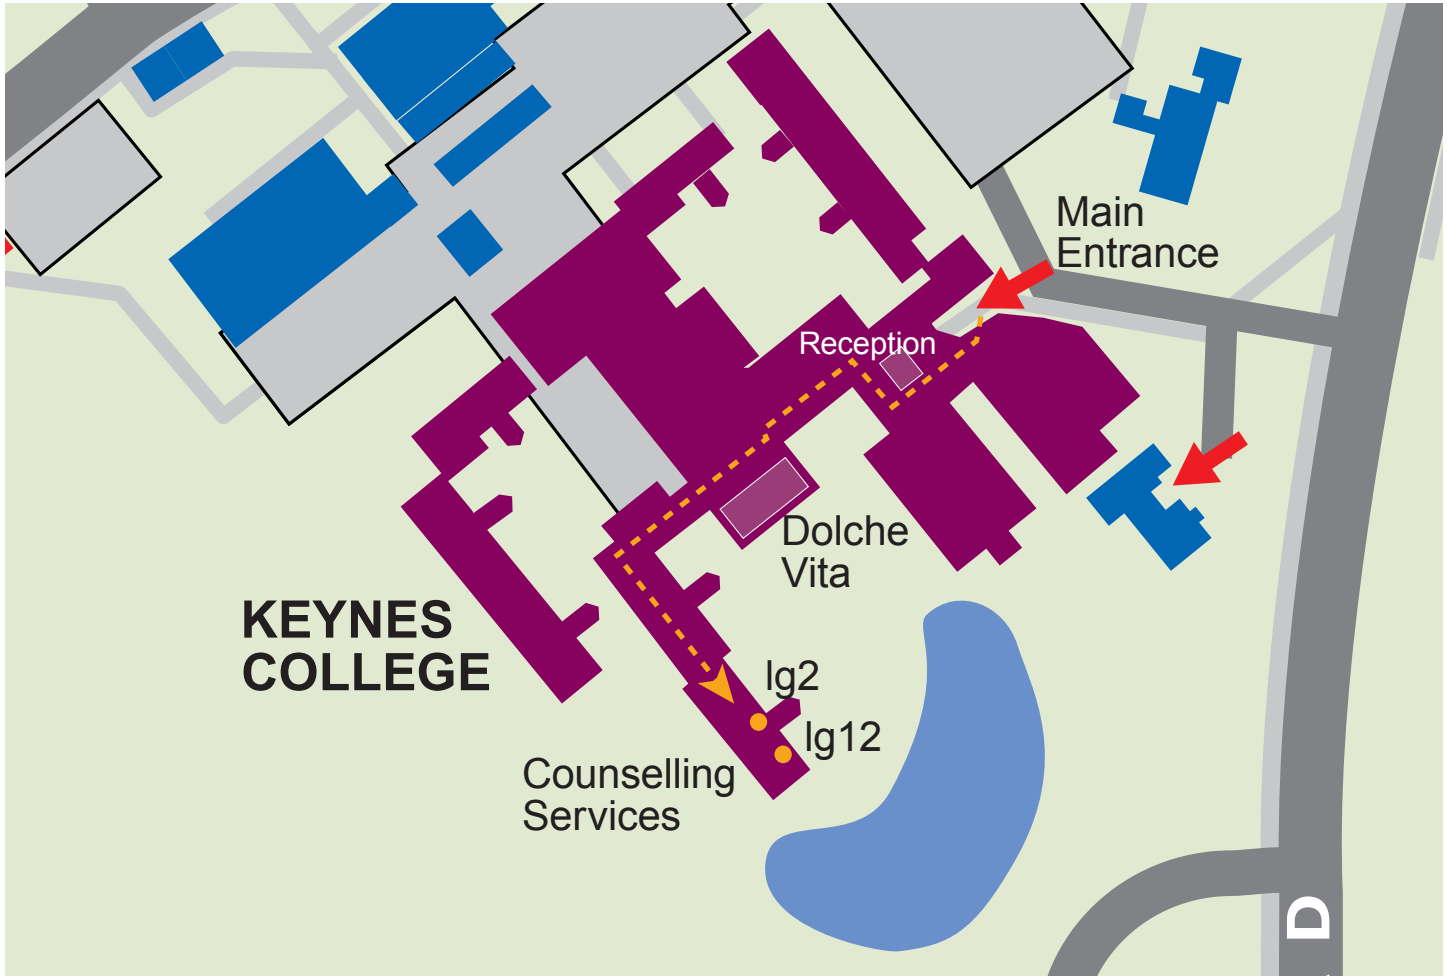 Main
Entrance
Reception
Dolche
Vita
KEYNES
COLLEGE
lg2
lg12
Counselling
Services
D